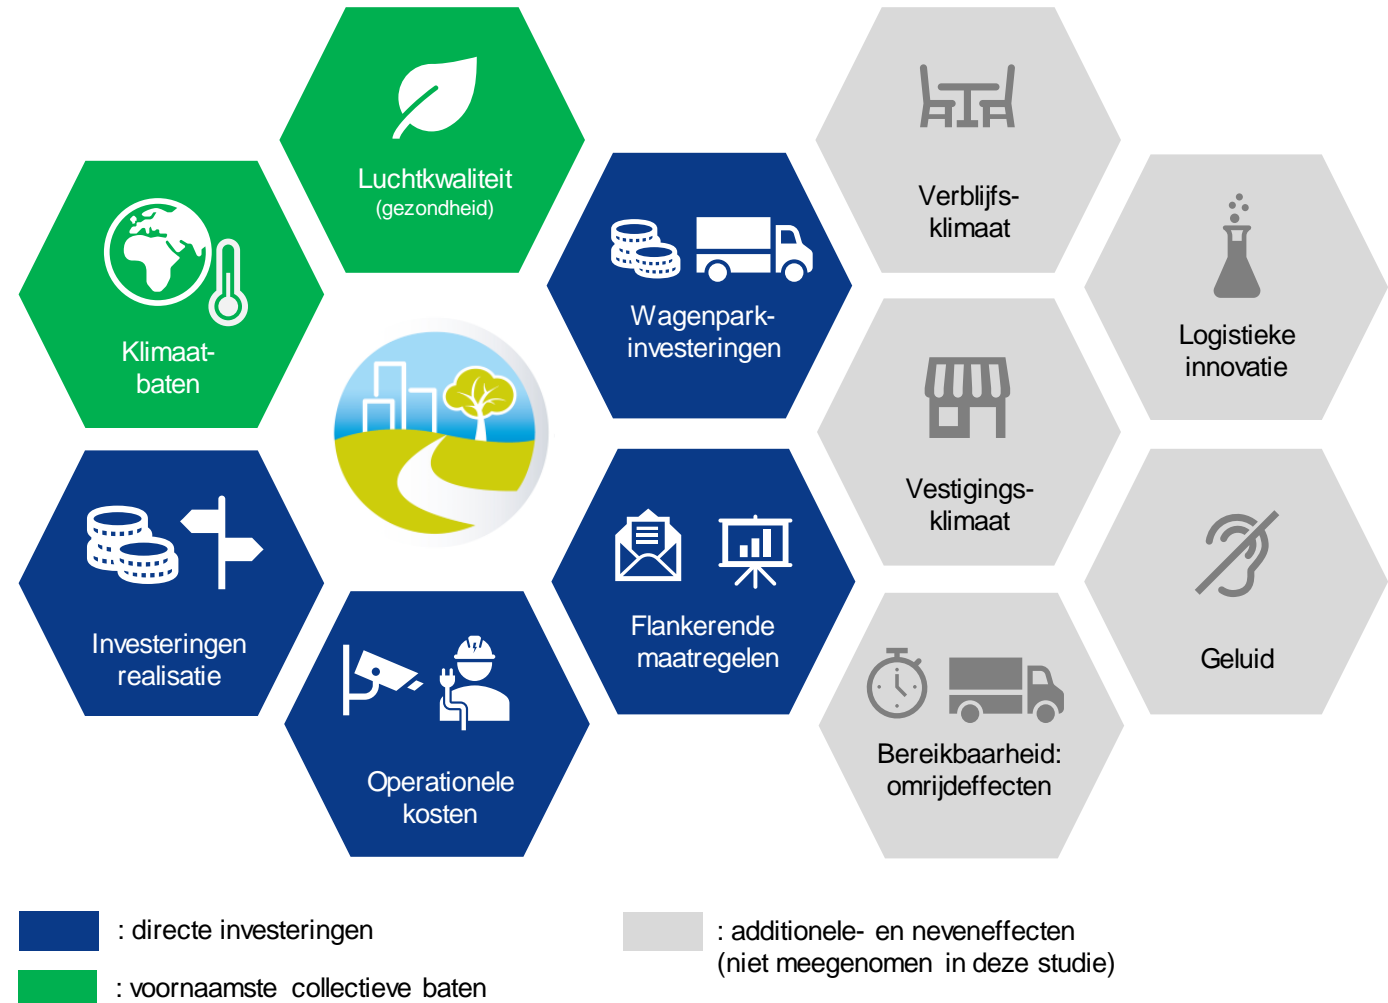 Luchtkwaliteit
(gezondheid)
Klimaat-
baten
Wagenpark-
investeringen
Verblijfs-
klimaat
Logistieke
innovatie
Vestigings-
klimaat
Investeringen
realisatie
Operationele
kosten
Flankerende
maatregelen
Geluid
Bereikbaarheid:
omrijdeffecten
: directe investeringen
: voornaamste collectieve baten
: additionele- en neveneffecten
(niet meegenomen in deze studie)